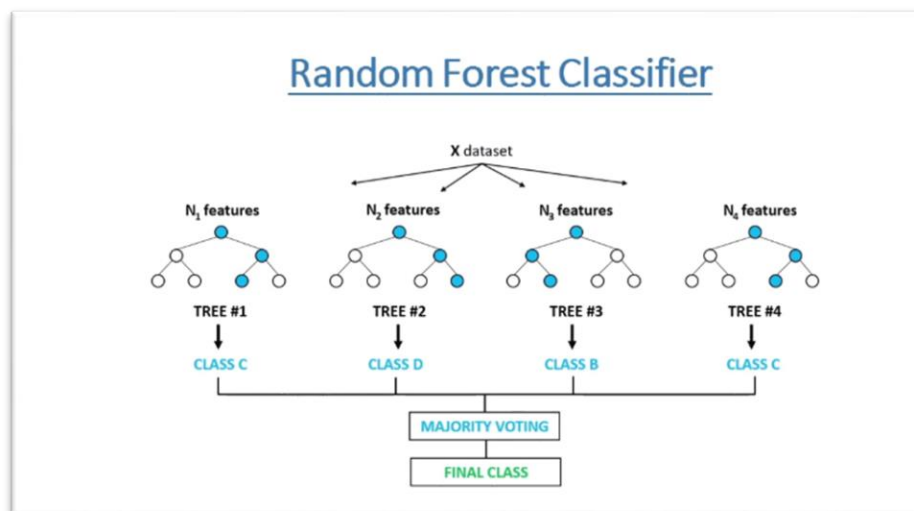 Random Forest Classifier
X dataset
N₁ features N₂ features N₃ features N₄ features
TREE #1 TREE #2 TREE #3 TREE #4
CLASS C CLASS D CLASS B CLASS C
MAJORITY VOTING
FINAL CLASS